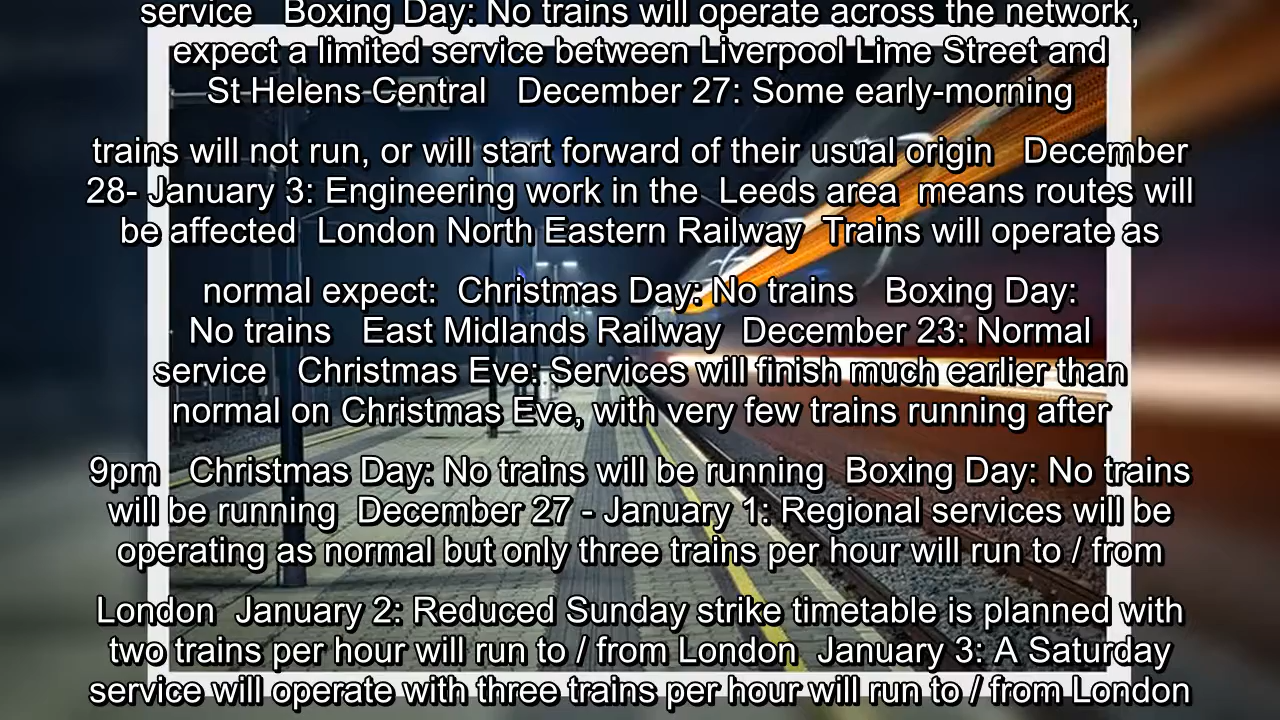 service Boxing Day: No trains will operate across the network,
expect a limited service between Liverpool Lime Street and
St Helens Central December 27: Some early-morning
trains will not run, or will start forward of their usual origin December
28- January 3: Engineering work in the Leeds area means routes will
be affected London North Eastern Railway Trains will operate as
normal expect: Christmas Day: No trains Boxing Day:
No trains East Midlands Railway December 23: Normal
service Christmas Eve: Services will finish much earlier than
normal on Christmas Eve, with very few trains running after
9pm Christmas Day: No trains will be running Boxing Day: No trains
will be running December 27 - January 1: Regional services will be
operating as normal but only three trains per hour will run to / from
London January 2: Reduced Sunday strike timetable is planned with
two trains per hour will run to / from London January 3: A Saturday
service will operate with three trains per hour will run to / from London